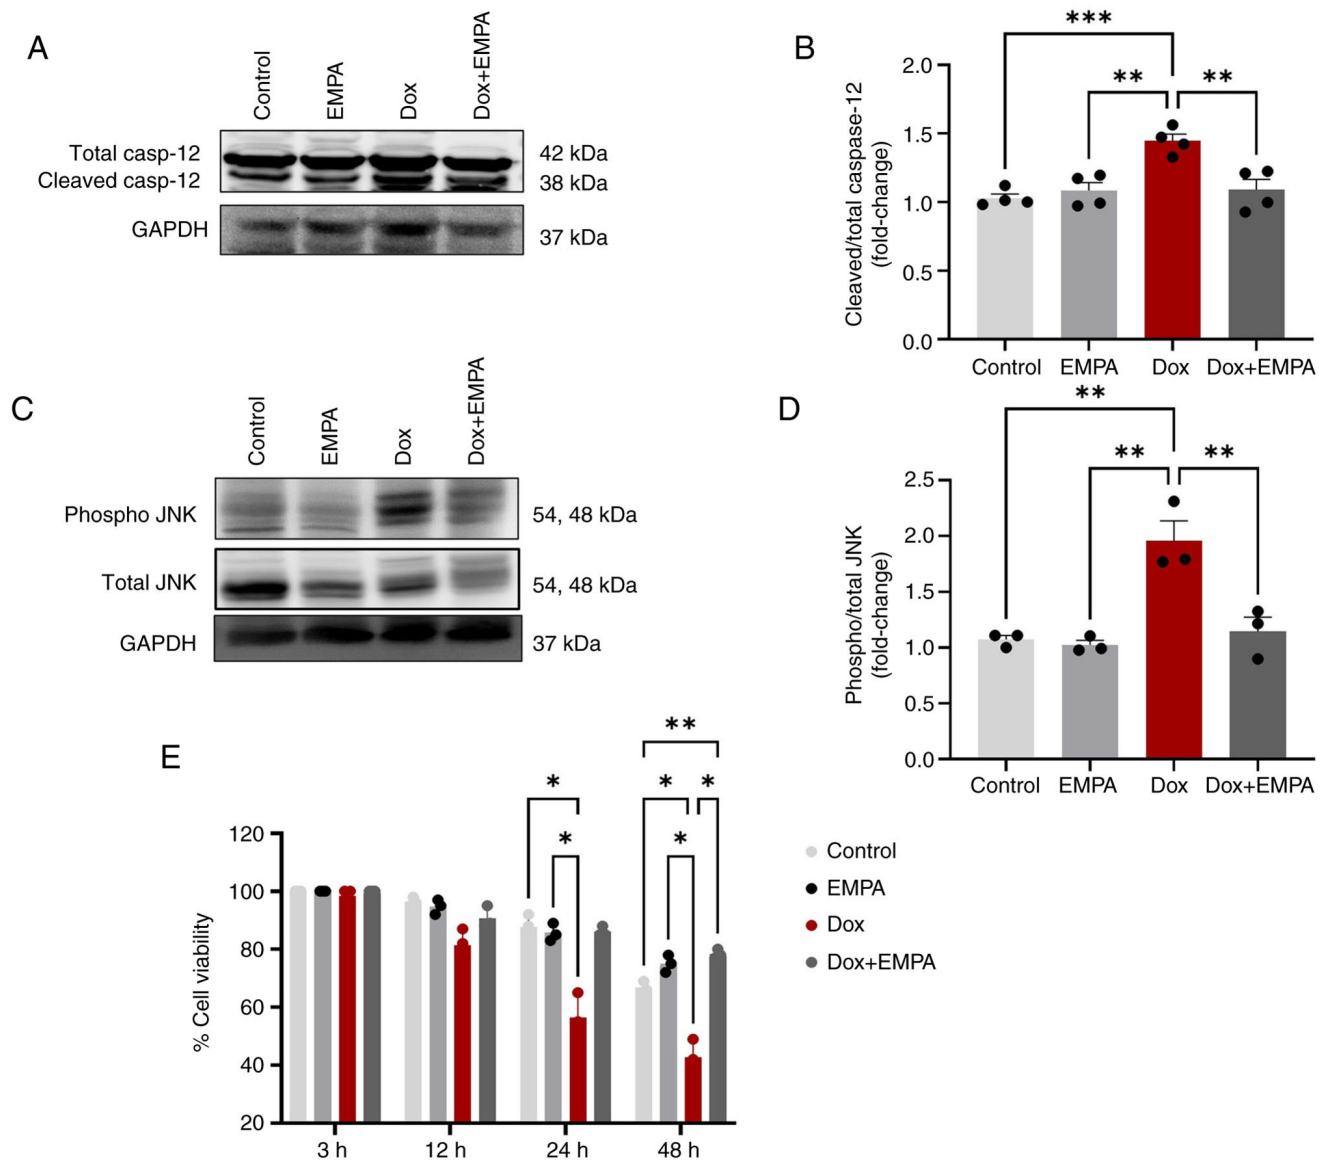 A
Control
EMPA
Dox
Dox+EMPA
Total casp-12
42 kDa
Cleaved casp-12
38 kDa
GAPDH
37 kDa
B
***
**
**
Cleaved/total caspase-12
(fold-change)
2.0
1.5
1.0
0.5
0.0
Control
EMPA
Dox
Dox+EMPA
C
Control
EMPA
Dox
Dox+EMPA
Phospho JNK
54, 48 kDa
Total JNK
54, 48 kDa
GAPDH
37 kDa
D
**
**
**
Phospho/total JNK
(fold-change)
2.5
2.0
1.5
1.0
0.5
0.0
Control
EMPA
Dox
Dox+EMPA
E
**
*
*
*
*
*
% Cell viability
120
100
80
60
40
20
3 h
12 h
24 h
48 h
Control
EMPA
Dox
Dox+EMPA